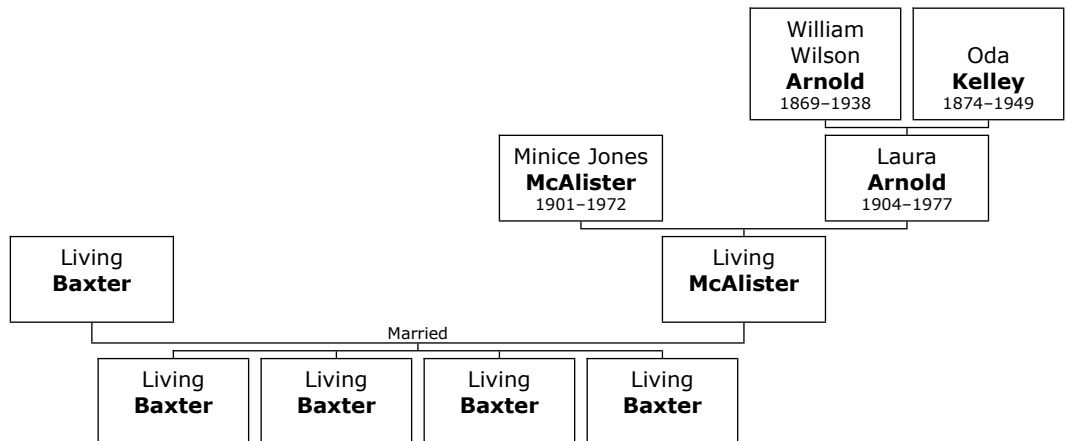 William
Wilson
Arnold
1869–1938
Oda
Kelley
1874–1949
Minice Jones
McAlister
1901–1972
Laura
Arnold
1904–1977
Living
Baxter
Living
McAlister
Married
Living
Baxter
Living
Baxter
Living
Baxter
Living
Baxter